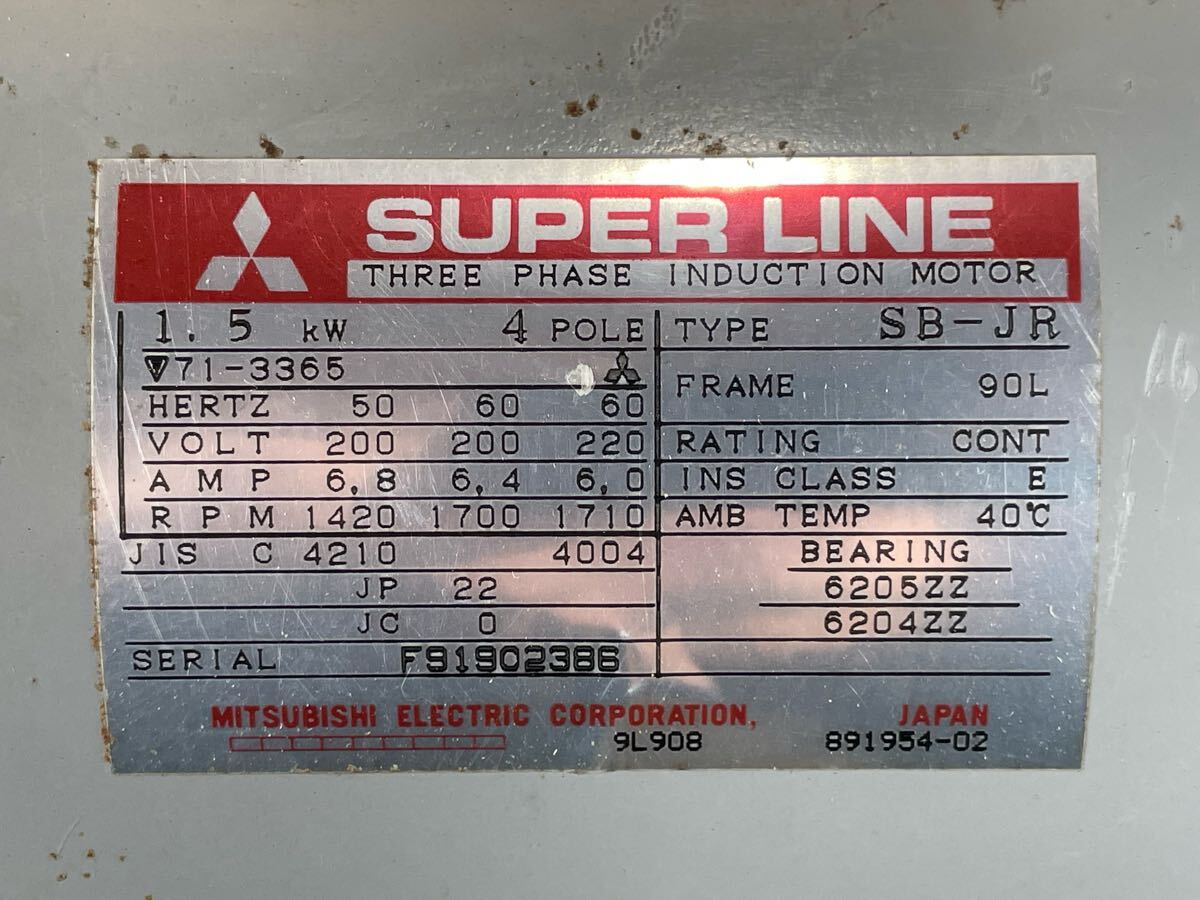 SUPER LINE
THREE PHASE INDUCTION MOTOR
1.5 kW 4 POLE
71-3365
HERTZ 50 60 60
VOLT 200 200 220
AMP 6,8 6,4 6,0
RPM 1420 1700 1710
JIS C 4210 4004
JP 22
JC 0
SERIAL F91902386
TYPE SB-JR
FRAME 90L
RATING CONT
INS CLASS E
AMB TEMP 40℃
BEARING
6205ZZ
6204ZZ
MITSUBISHI ELECTRIC CORPORATION, JAPAN
9L908 891954-02